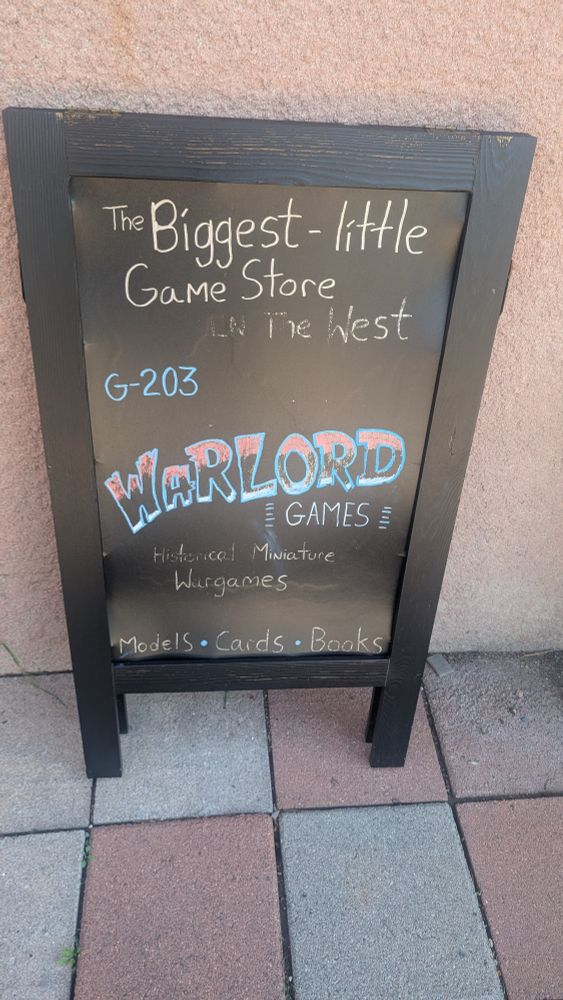 The Biggest-little
Game Store
IN The West
G-203
WARLORD
GAMES
Historical Miniature
Wargames
Models • Cards • Books